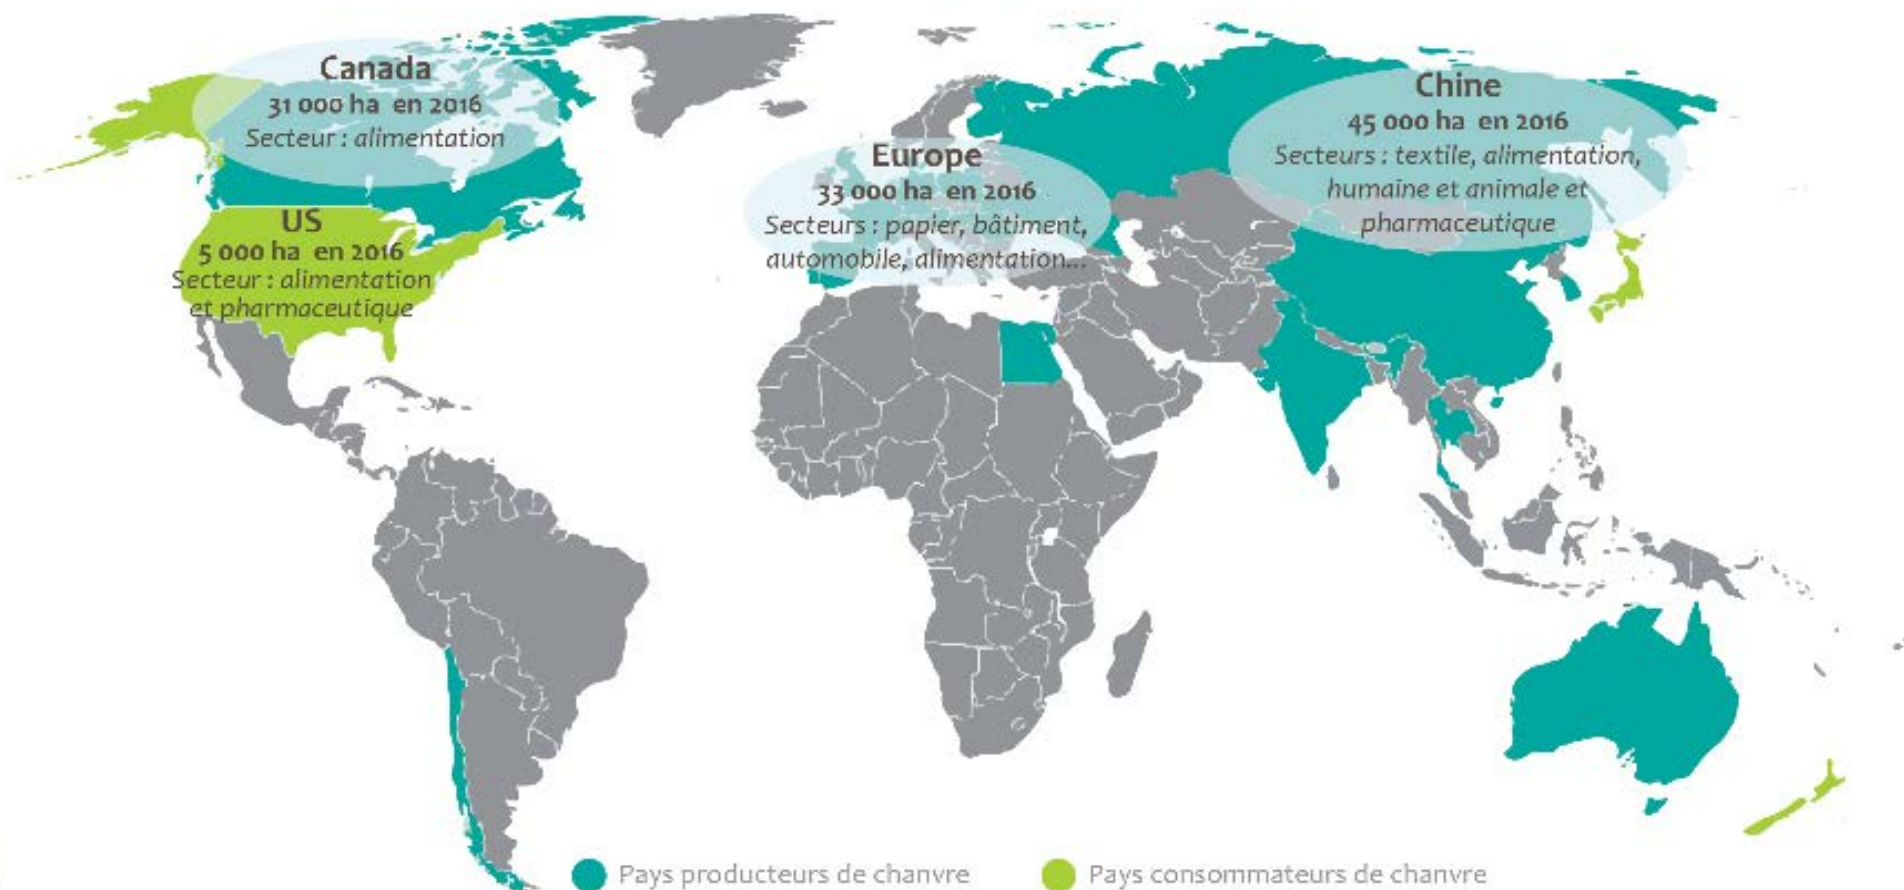 Canada
31 000 ha en 2016
Secteur : alimentation
US
5 000 ha en 2016
Secteur : alimentation
et pharmaceutique
Europe
33 000 ha en 2016
Secteurs : papier, bâtiment,
automobile, alimentation...
Chine
45 000 ha en 2016
Secteurs : textile, alimentation,
humaine et animale et
pharmaceutique
Pays producteurs de chanvre
Pays consommateurs de chanvre